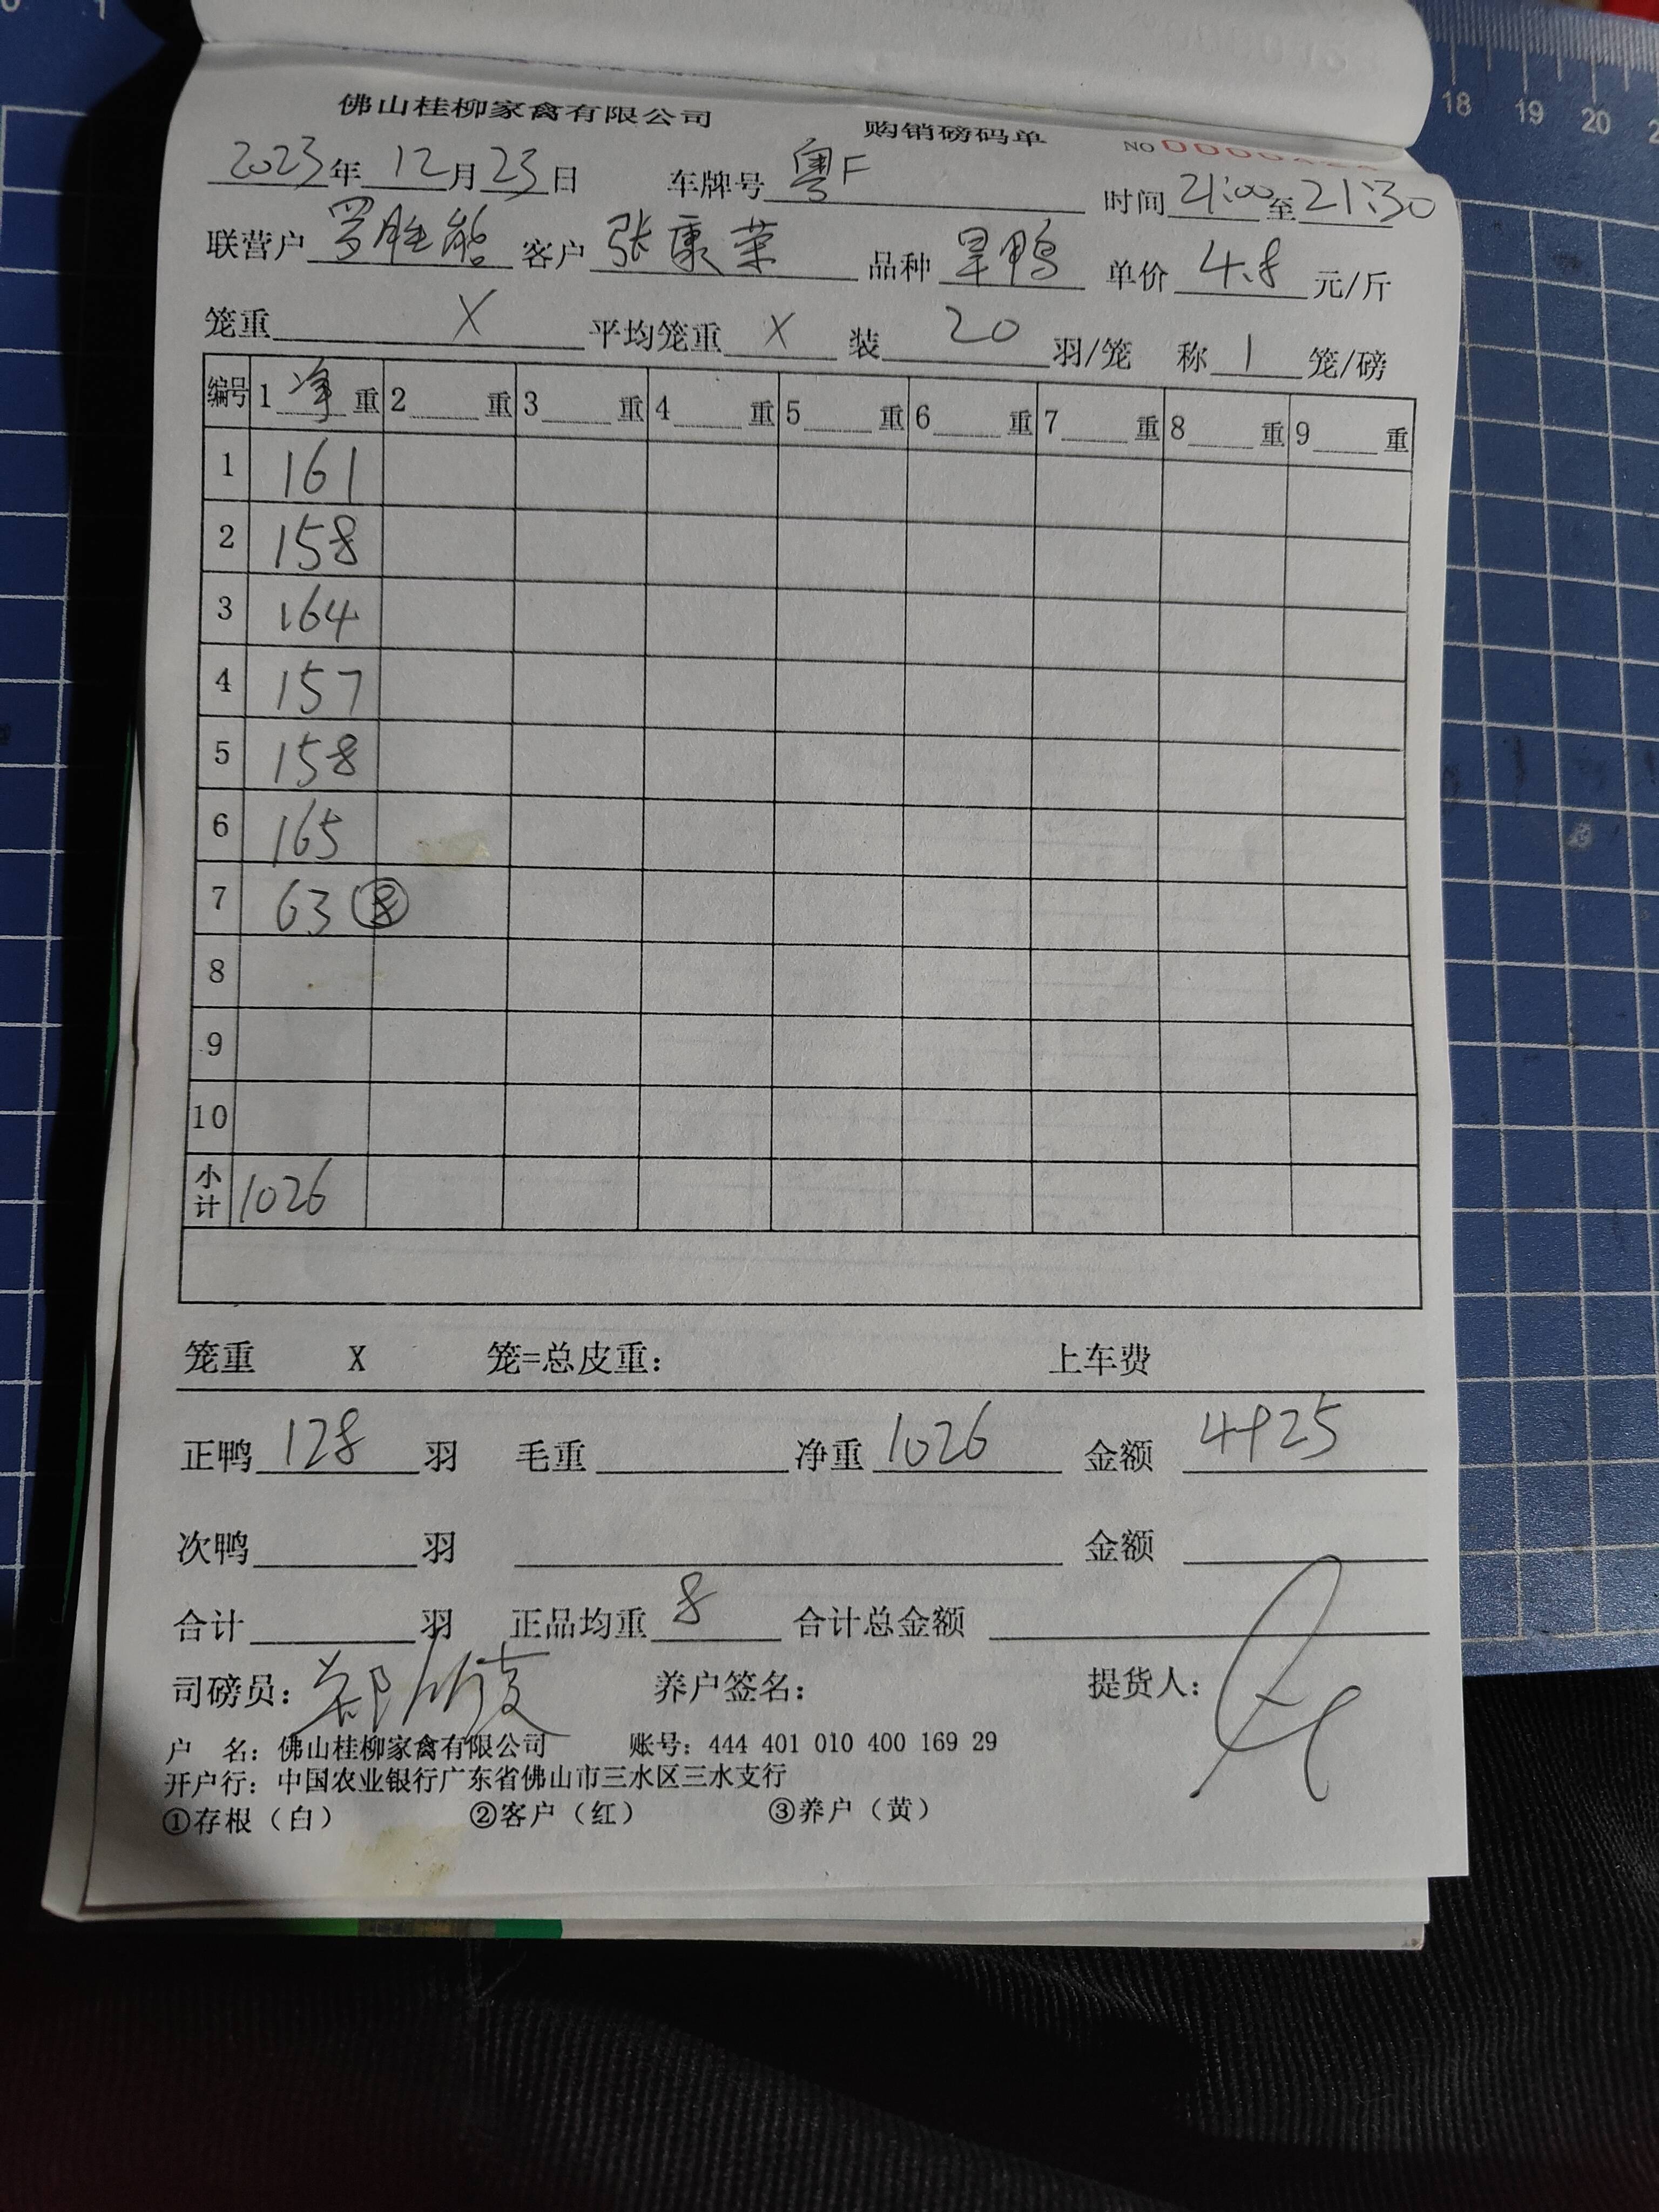 佛山桂柳家禽有限公司 购销磅码单 NO
2023年12月23日 车牌号 粤F 时间 21:00 至 21:30
联营户 罗胜能 客户 张康荣 品种 旱鸭 单价 4.8 元/斤
笼重 X 平均笼重 X 装 20 羽/笼 称 1 笼/磅
编号 1 净 重 2 重 3 重 4 重 5 重 6 重 7 重 8 重 9 重
1 161
2 158
3 164
4 157
5 158
6 165
7 63 ⑧
8
9
10
小计 1026
笼重 X 笼=总皮重: 上车费
正鸭 128 羽 毛重 净重 1026 金额 4925
次鸭 羽 金额
合计 羽 正品均重 8 合计总金额
司磅员: 养户签名: 提货人:
户 名: 佛山桂柳家禽有限公司 账号: 444 401 010 400 169 29
开户行: 中国农业银行广东省佛山市三水区三水支行
①存根（白） ②客户（红） ③养户（黄）
18 19 20